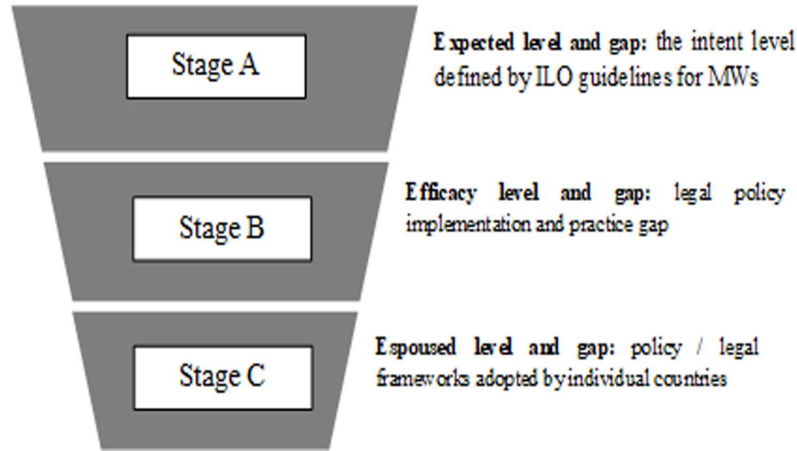 Stage A
Expected level and gap: the intent level
defined by ILO guidelines for MWs
Stage B
Efficacy level and gap: legal policy
implementation and practice gap
Stage C
Espoused level and gap: policy / legal
frameworks adopted by individual countries